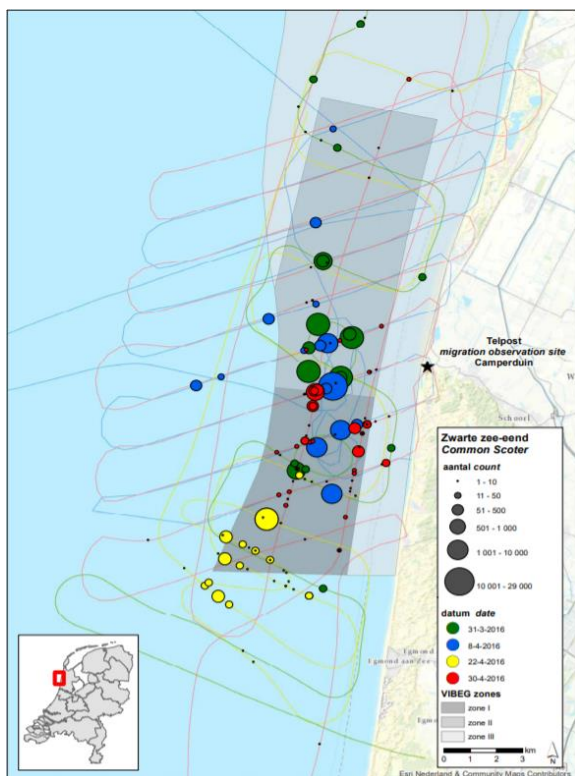 Telpost
migration observation site
Camperduin
Schoorl
Zwarte zee-eend
Common Scoter
aantal count
1 - 10
11 - 50
51 - 500
501 - 1 000
1 001 - 10 000
10 001 - 29 000
datum date
31-3-2016
8-4-2016
22-4-2016
30-4-2016
VIBEG zones
zone I
zone II
zone III
0 1 2 3
km
N
Egmond
Egmond aan Zee
Egmo
Esri Nederland & Community Maps Contributors